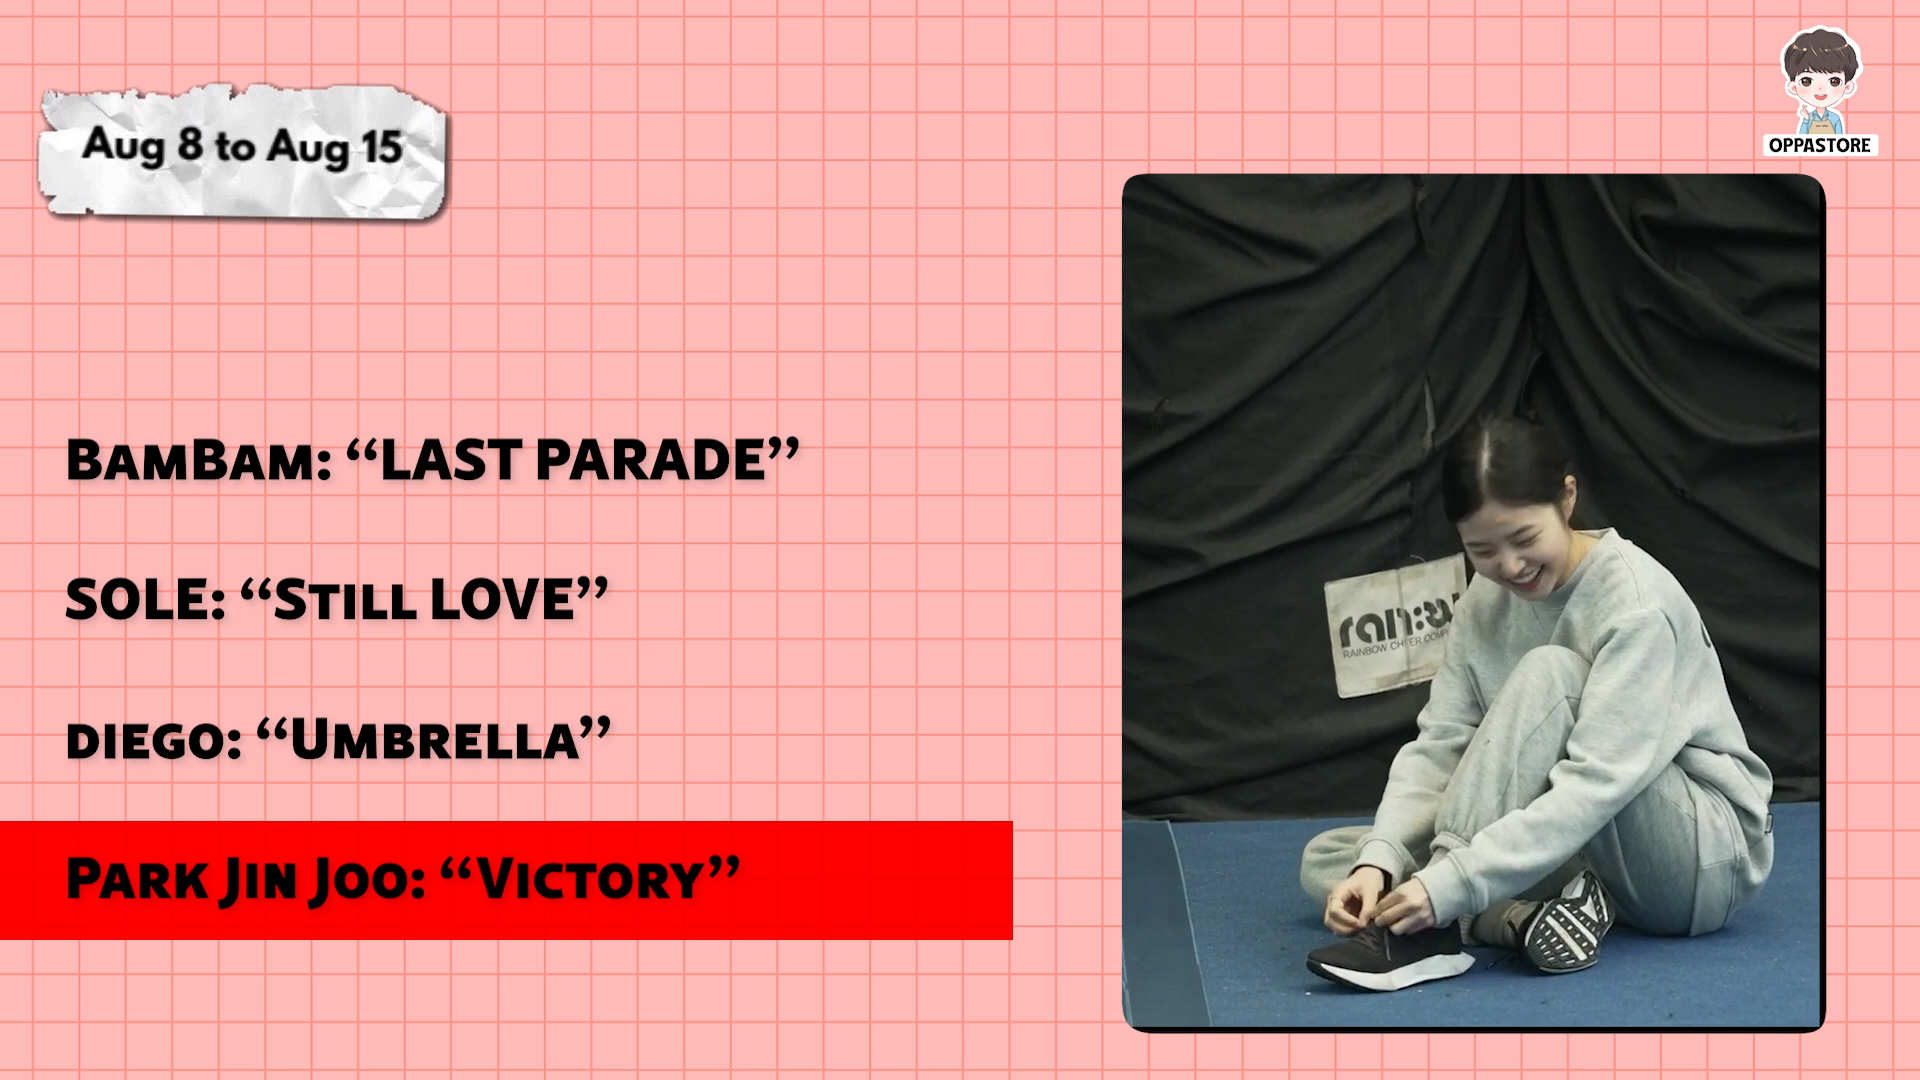 Aug 8 to Aug 15
OPPASTORE
BamBam: “LAST PARADE”
SOLE: “Still LOVE”
diego: “Umbrella”
Park Jin Joo: “Victory”
RAINBOW CHEER